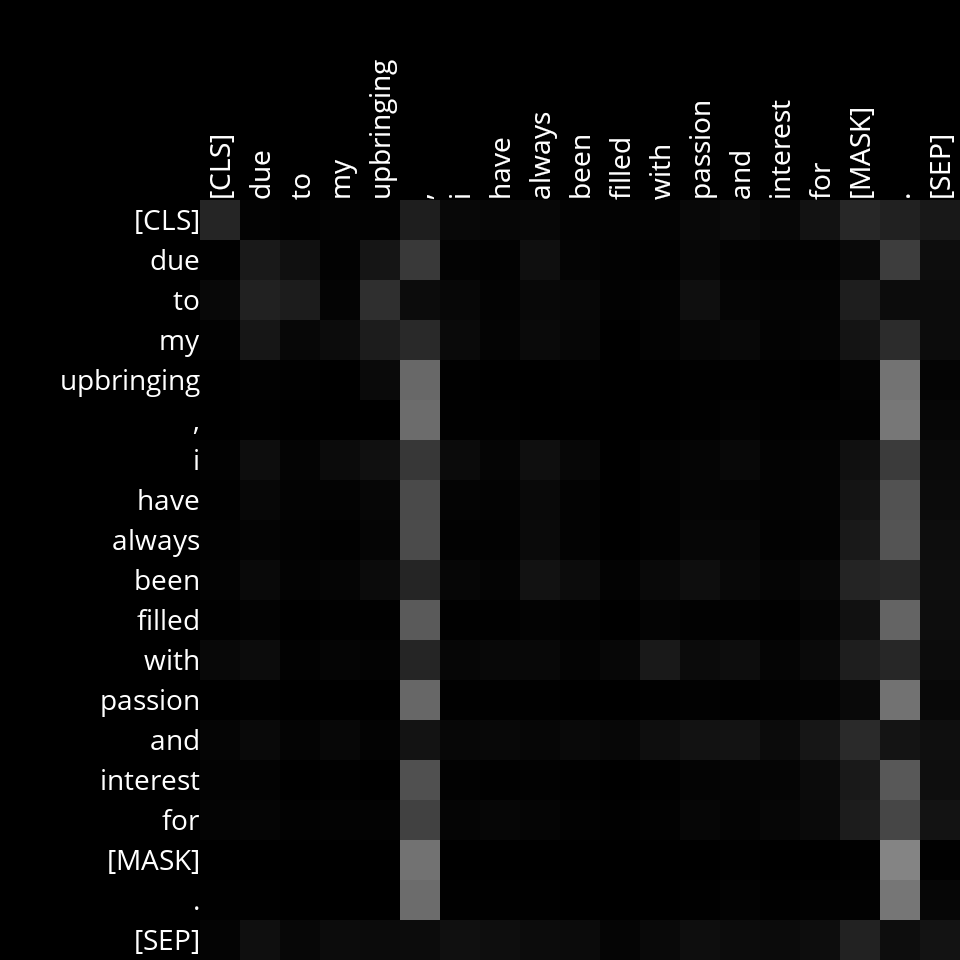 [CLS] due to my upbringing , i have always been filled with passion and interest for [MASK] . [SEP]
[CLS]
due
to
my
upbringing
,
i
have
always
been
filled
with
passion
and
interest
for
[MASK]
.
[SEP]